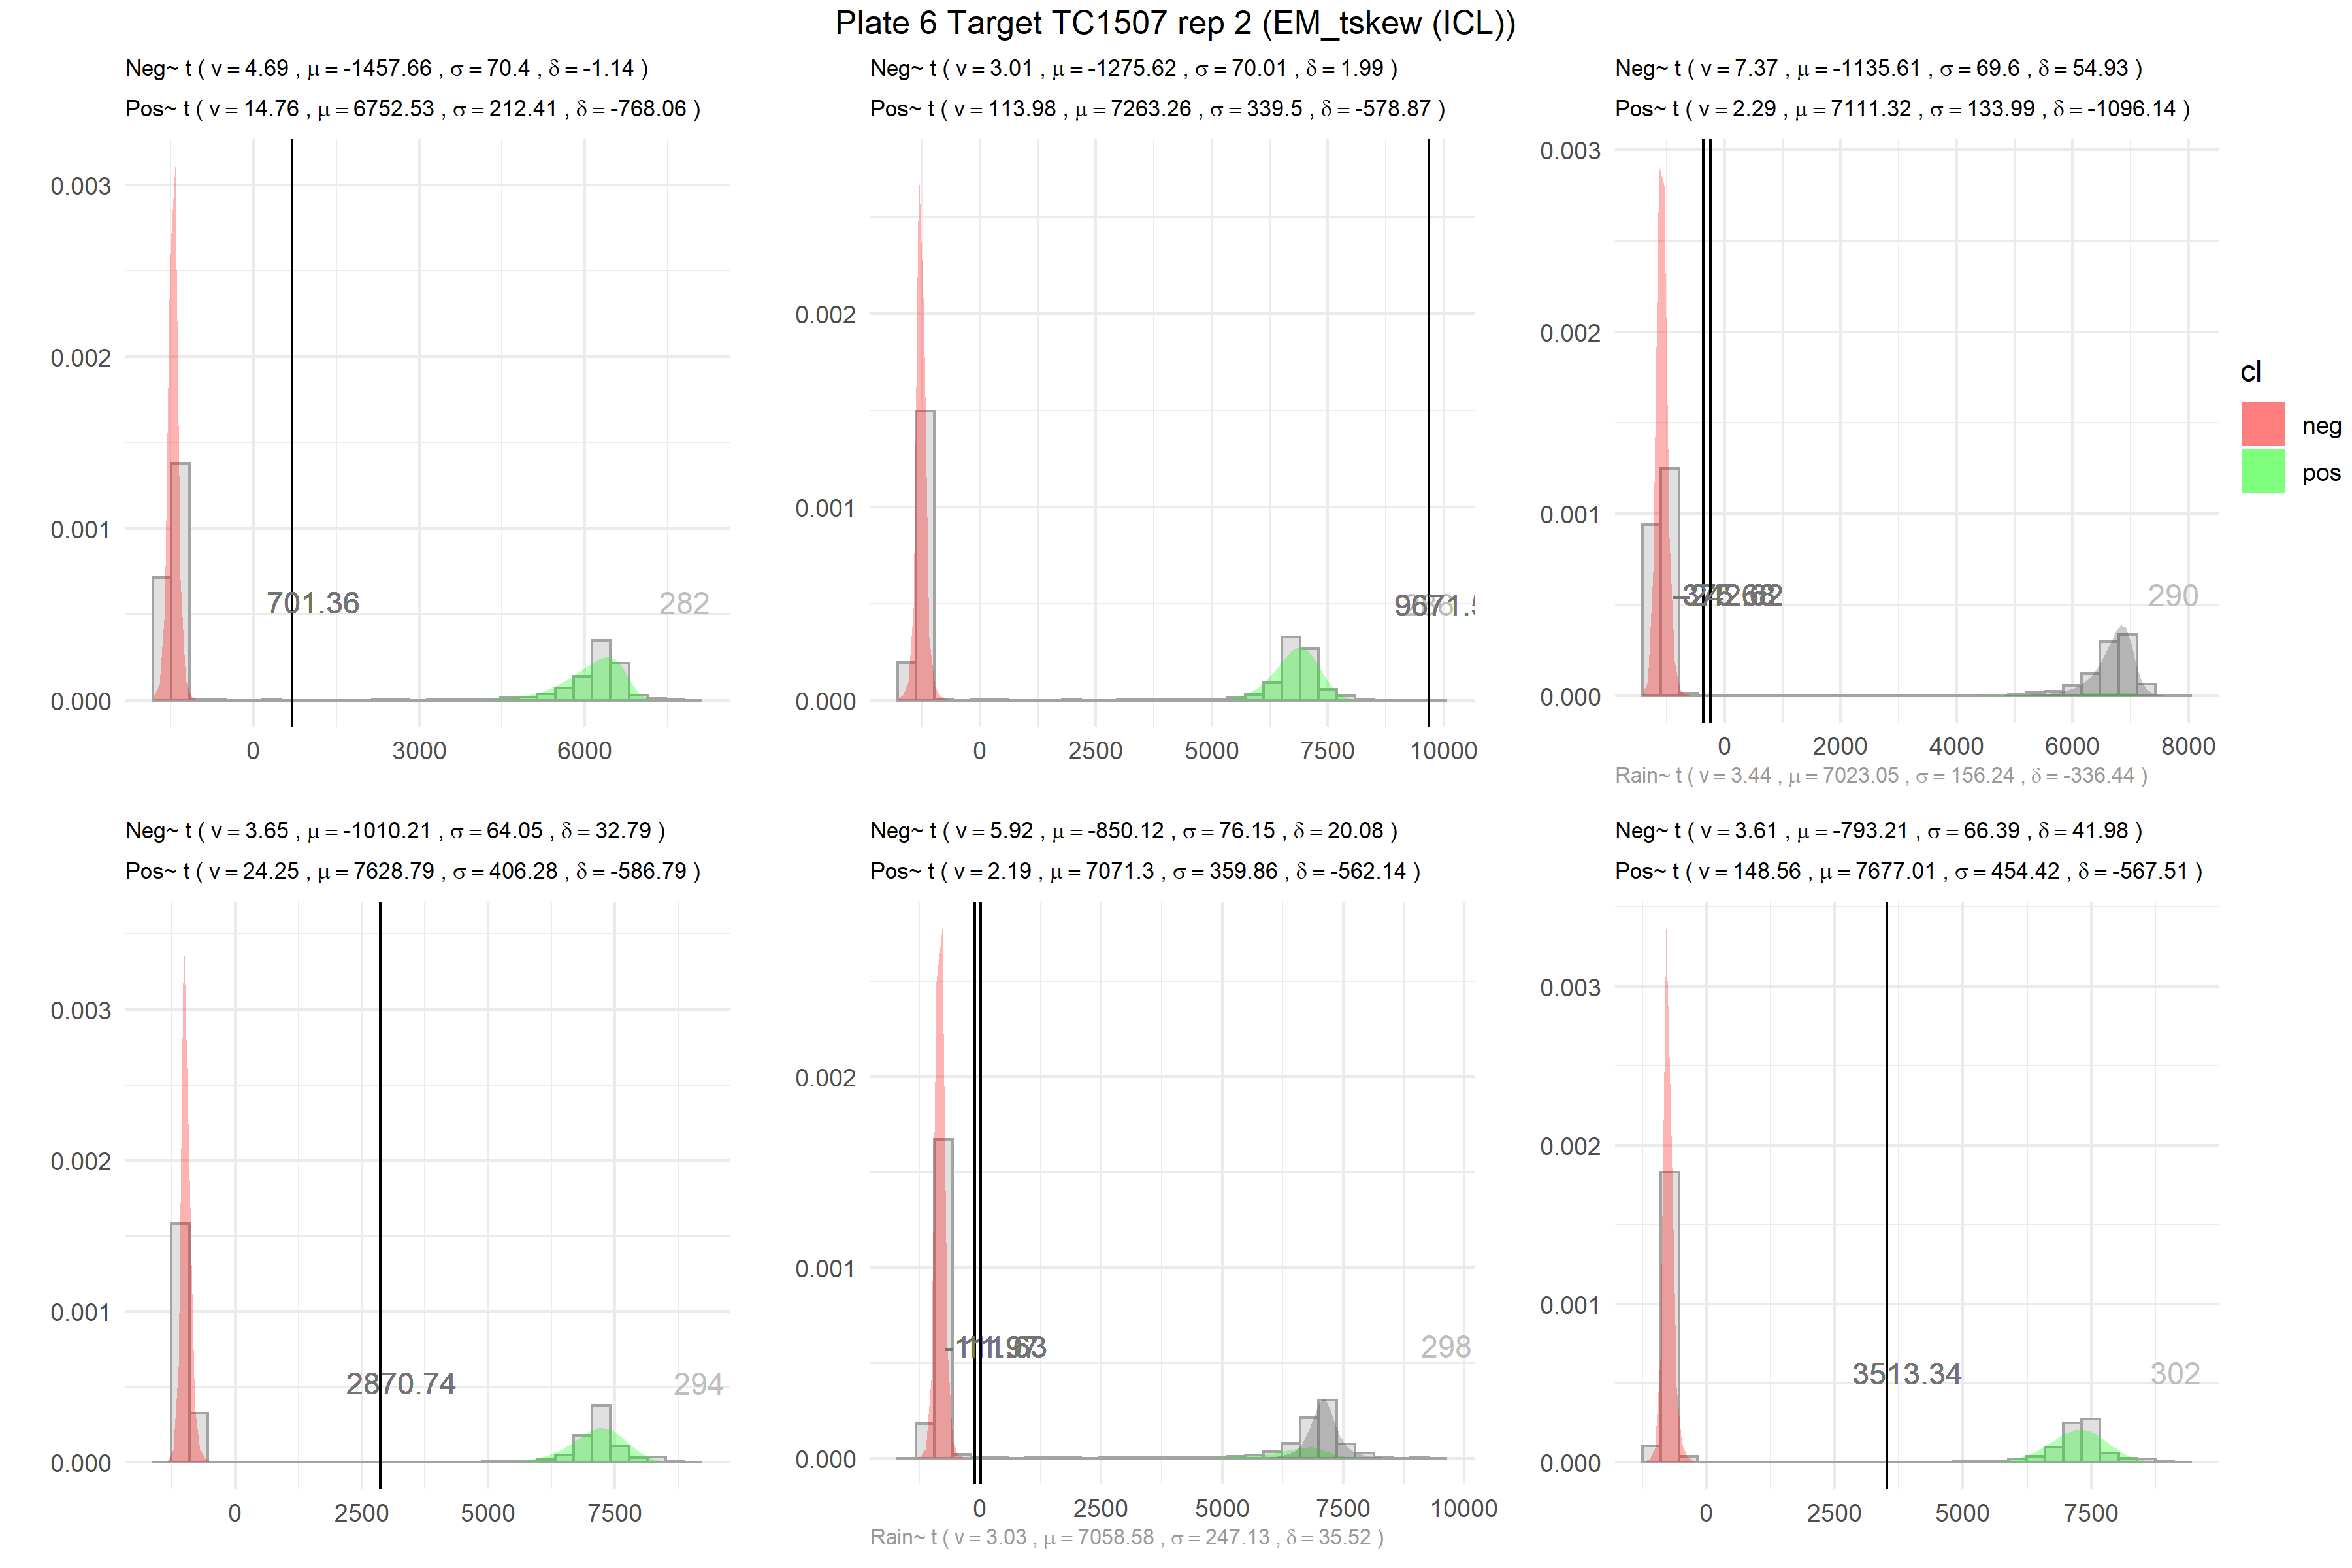 Plate 6 Target TC1507 rep 2 (EM_tskew (ICL))
Neg~ t ( ν = 4.69 , μ = -1457.66 , σ = 70.4 , δ = -1.14 )
Pos~ t ( ν = 14.76 , μ = 6752.53 , σ = 212.41 , δ = -768.06 )
0.003
0.002
0.001
0.000
701.36
282
0 3000 6000
Neg~ t ( ν = 3.01 , μ = -1275.62 , σ = 70.01 , δ = 1.99 )
Pos~ t ( ν = 113.98 , μ = 7263.26 , σ = 339.5 , δ = -578.87 )
0.002
0.001
0.000
0 2500 5000 7500 10000
Neg~ t ( ν = 7.37 , μ = -1135.61 , σ = 69.6 , δ = 54.93 )
Pos~ t ( ν = 2.29 , μ = 7111.32 , σ = 133.99 , δ = -1096.14 )
0.003
0.002
0.001
0.000
290
0 2000 4000 6000 8000
Rain~ t ( ν = 3.44 , μ = 7023.05 , σ = 156.24 , δ = -336.44 )
cl
neg
pos
Neg~ t ( ν = 3.65 , μ = -1010.21 , σ = 64.05 , δ = 32.79 )
Pos~ t ( ν = 24.25 , μ = 7628.79 , σ = 406.28 , δ = -586.79 )
0.003
0.002
0.001
0.000
2870.74
294
0 2500 5000 7500
Neg~ t ( ν = 5.92 , μ = -850.12 , σ = 76.15 , δ = 20.08 )
Pos~ t ( ν = 2.19 , μ = 7071.3 , σ = 359.86 , δ = -562.14 )
0.002
0.001
0.000
298
0 2500 5000 7500 10000
Rain~ t ( ν = 3.03 , μ = 7058.58 , σ = 247.13 , δ = 35.52 )
Neg~ t ( ν = 3.61 , μ = -793.21 , σ = 66.39 , δ = 41.98 )
Pos~ t ( ν = 148.56 , μ = 7677.01 , σ = 454.42 , δ = -567.51 )
0.003
0.002
0.001
0.000
3513.34
302
0 2500 5000 7500